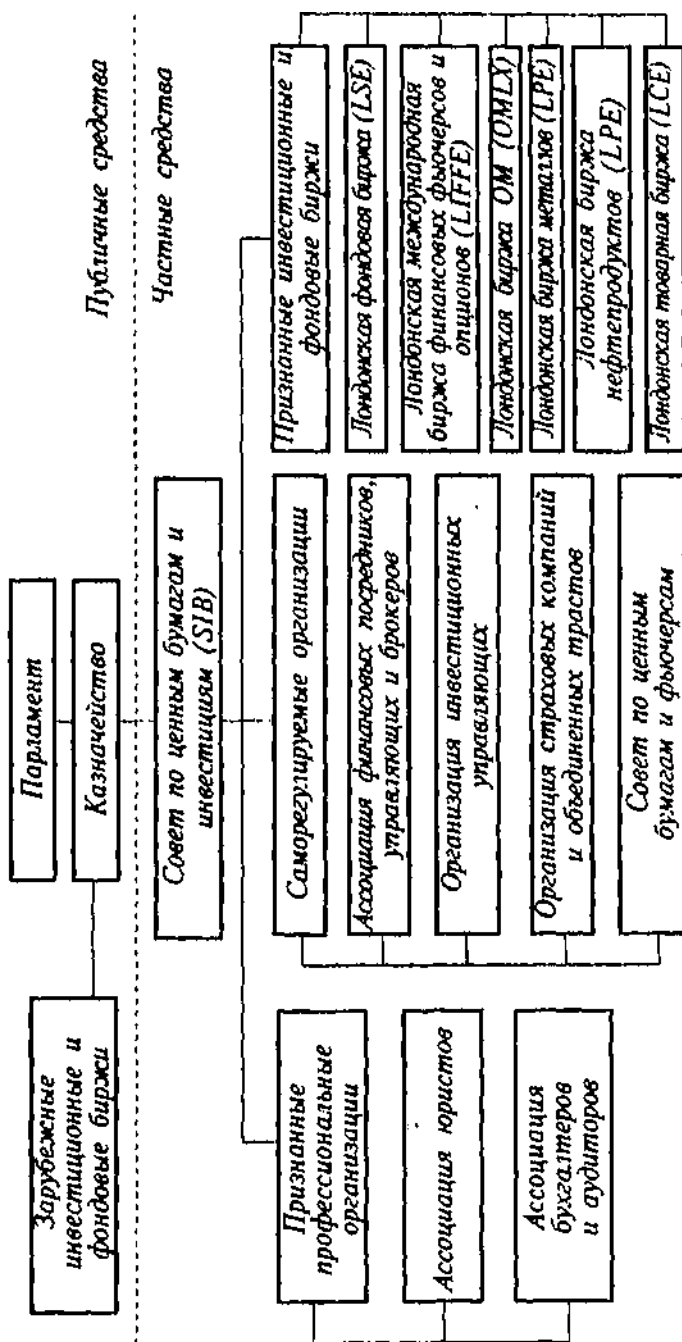 Публичные средства
Парламент
Казначейство
Зарубежные
инвестиционные и
фондовые биржи
Частные средства
Совет по ценным бумагам и
инвестициям (SIB)
Признанные
профессиональные
организации
Ассоциация юристов
Ассоциация
бухгалтеров
и аудиторов
Саморегулируемые организации
Ассоциация финансовых посредников,
управляющих и брокеров
Организация инвестиционных
управляющих
Организация страховых компаний
и объединенных трастов
Совет по ценным
бумагам и фьючерсам
Признанные инвестиционные и
фондовые биржи
Лондонская фондовая биржа (LSE)
Лондонская международная
биржа финансовых фьючерсов и
опционов (LIFFE)
Лондонская биржа ОМ (OMLX)
Лондонская биржа металлов (LPE)
Лондонская биржа
нефтепродуктов (LPE)
Лондонская товарная биржа (LCE)